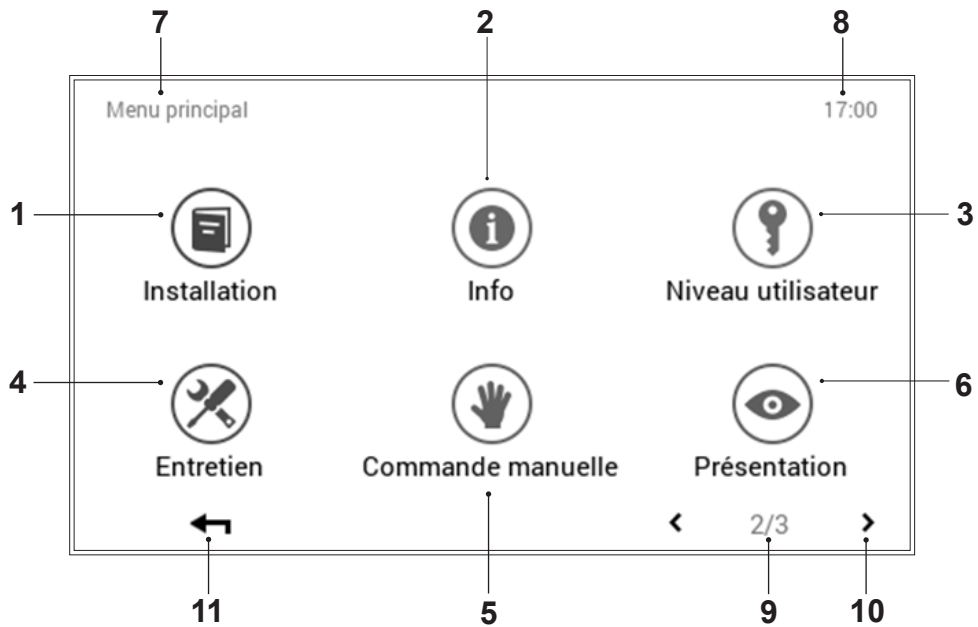 7 2 8
Menu principal 17:00
1 3
Installation Info Niveau utilisateur
4 6
Entretien Commande manuelle Présentation
< 2/3 >
11 5 9 10